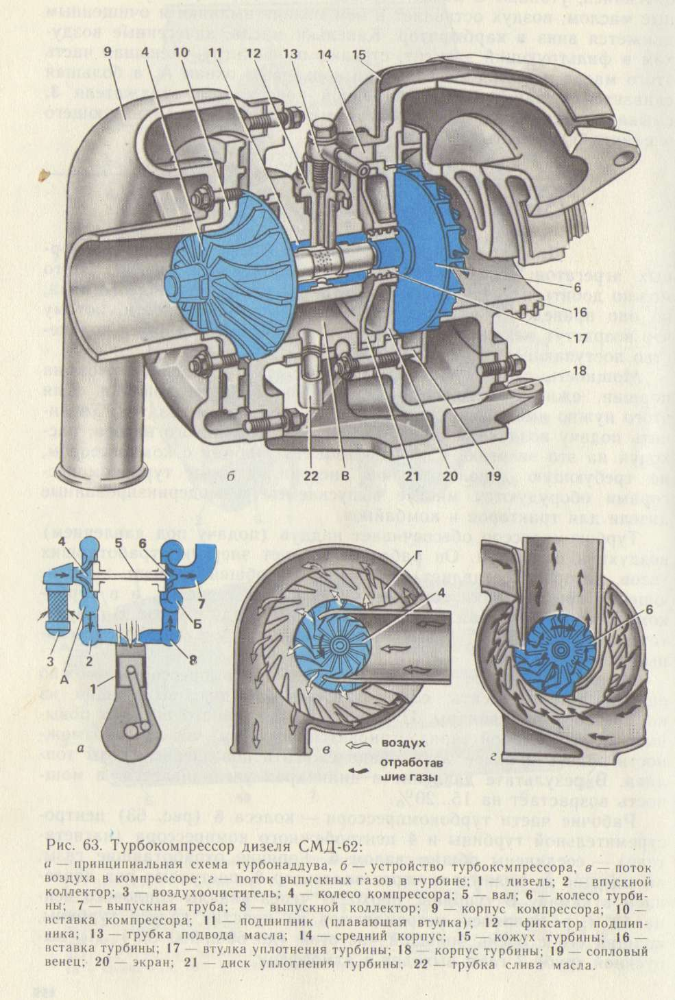 9 4 10 11 12 13 14 15
6
16
17
18
б 22 В 21 20 19
4 5 6
7
Б
3 А 2 8
1
а
Г
4
в
воздух
отработав
шие газы
6
г
Рис. 63. Турбокомпрессор дизеля СМД-62:
а — принципиальная схема турбонаддува, б — устройство турбоксмпрессора, в — поток
воздуха в компрессоре; г — поток выпускных газов в турбине; 1 — дизель; 2 — впускной
коллектор; 3 — воздухоочиститель; 4 — колесо компрессора; 5 — вал; 6 — колесо турби-
ны; 7 — выпускная труба; 8 — выпускной коллектор; 9 — корпус компрессора; 10 —
вставка компрессора; 11 — подшипник (плавающая втулка); 12 — фиксатор подшип-
ника; 13 — трубка подвода масла; 14 — средний корпус; 15 — кожух турбины; 16 —
вставка турбины; 17 — втулка уплотнения турбины; 18 — корпус турбины; 19 — сопловый
венец; 20 — экран; 21 — диск уплотнения турбины; 22 — трубка слива масла.